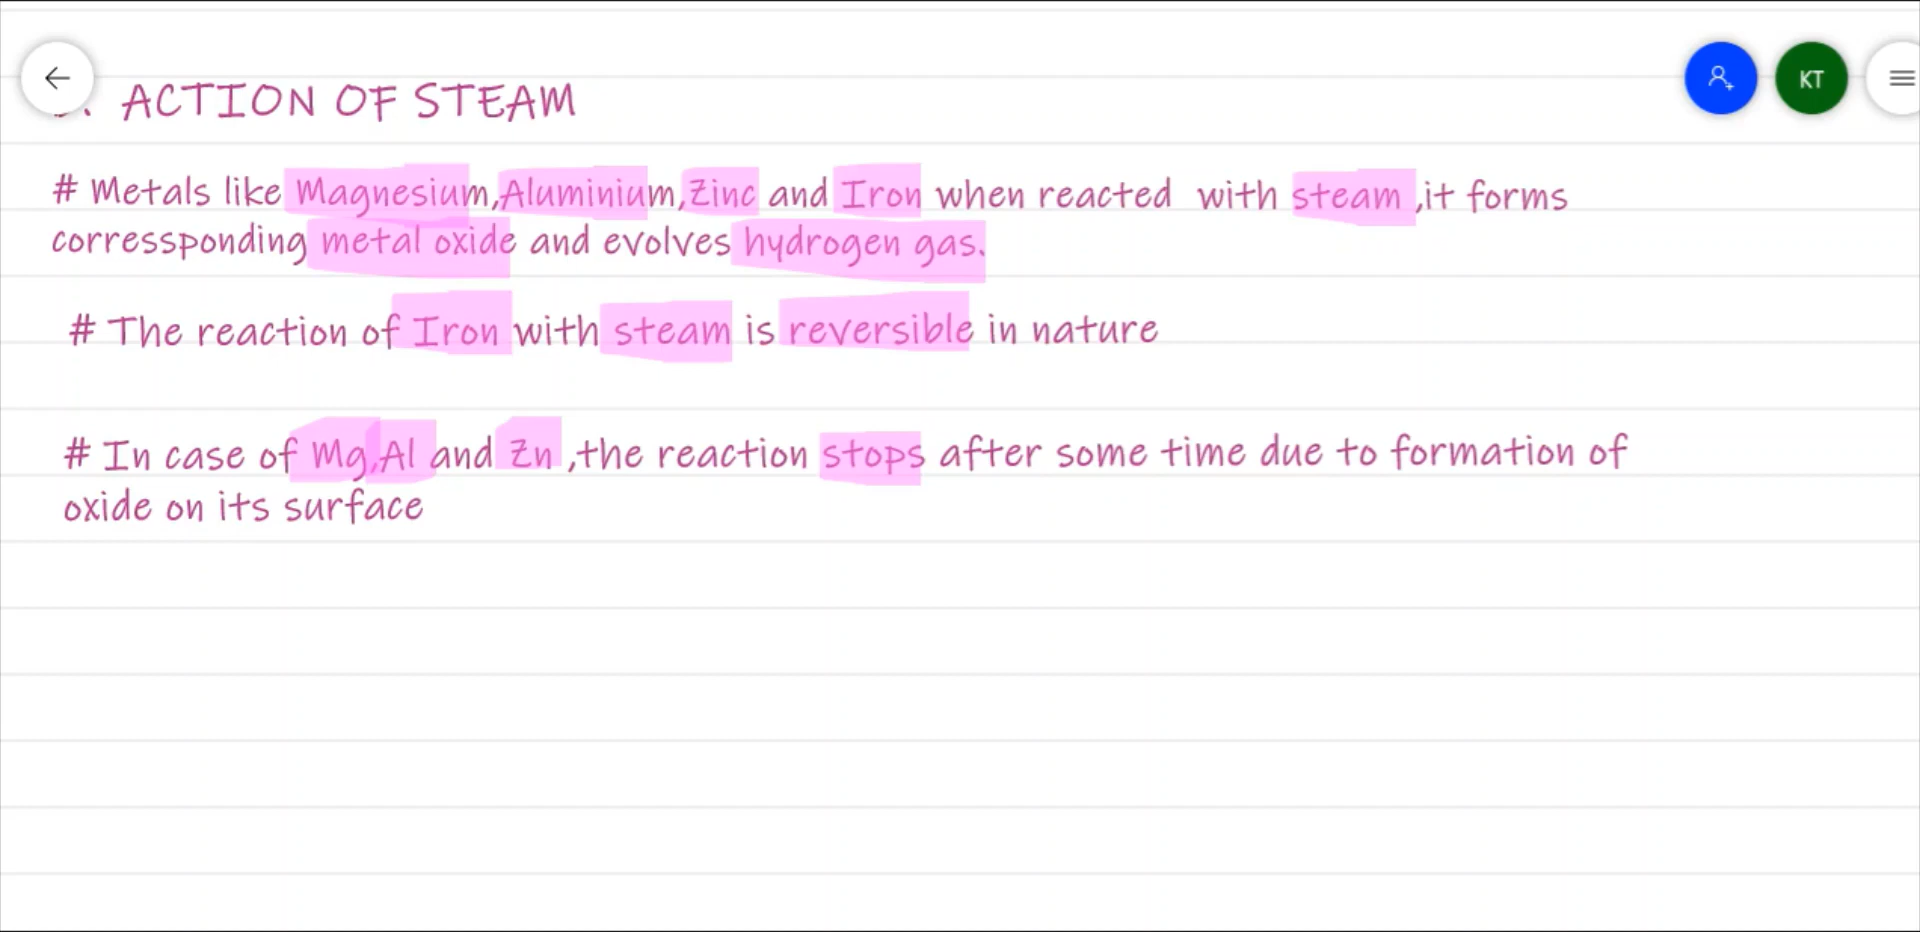 ACTION OF STEAM
KT
# Metals like Magnesium,Aluminium,Zinc and Iron when reacted with steam ,it forms
corressponding metal oxide and evolves hydrogen gas.
# The reaction of Iron with steam is reversible in nature
# In case of Mg,Al and Zn ,the reaction stops after some time due to formation of
oxide on its surface